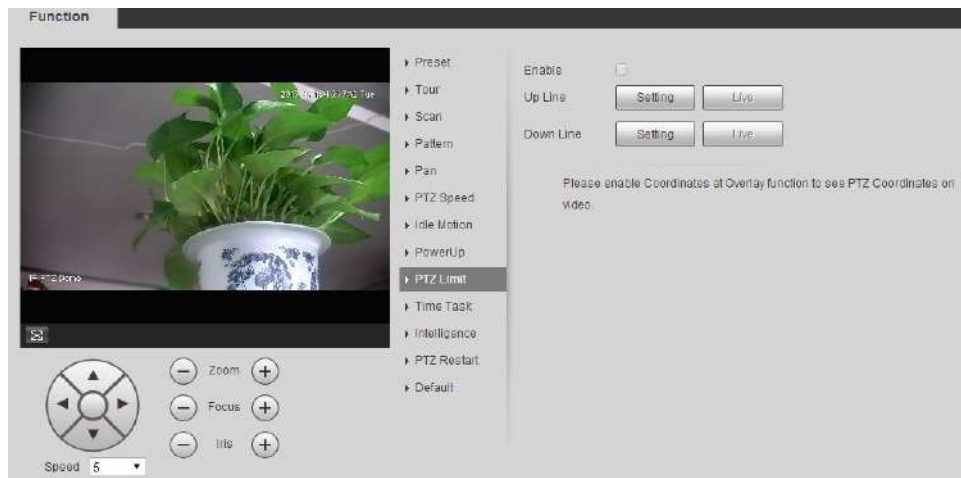 Function
Preset
Tour
Scan
Pattern
Pan
PTZ Speed
Idle Motion
PowerUp
PTZ Limit
Time Task
Intelligence
PTZ Restart
Default
Enable
Up Line Setting Live
Down Line Setting Live
Please enable Coordinates at Overlay function to see PTZ Coordinates on
video.
Tue
Zoom
Focus
Iris
Speed 5